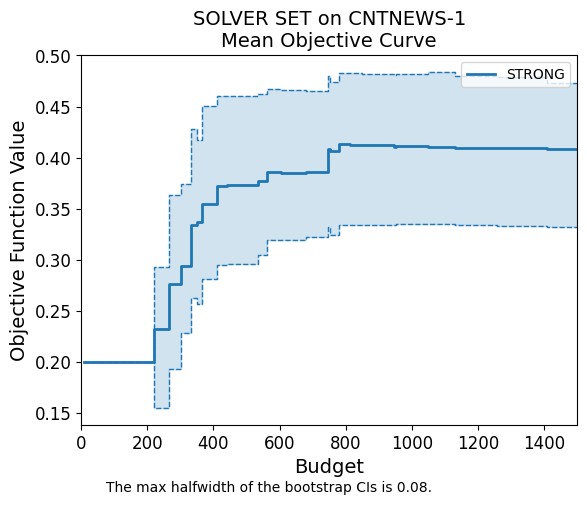 SOLVER SET on CNTNEWS-1
Mean Objective Curve
STRONG
Objective Function Value
0.50
0.45
0.40
0.35
0.30
0.25
0.20
0.15
0 200 400 600 800 1000 1200 1400
Budget
The max halfwidth of the bootstrap CIs is 0.08.